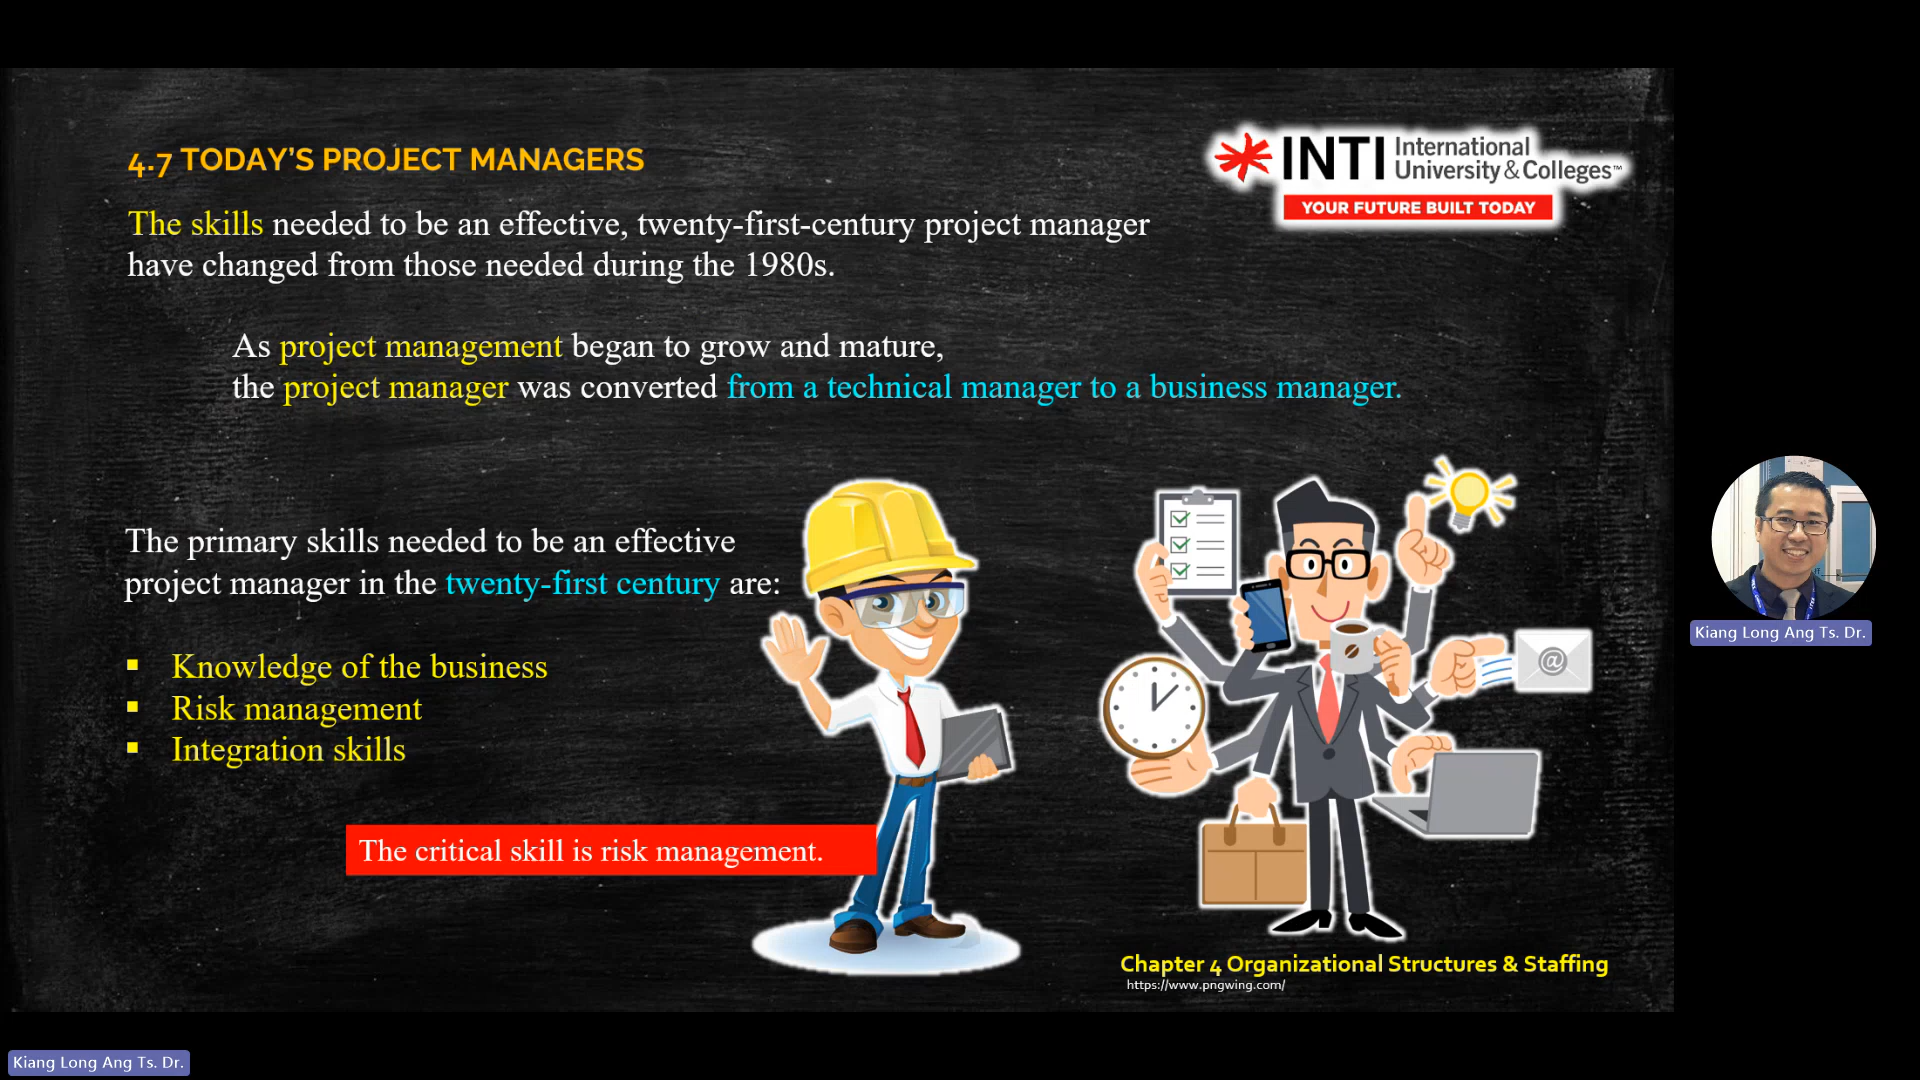 4.7 TODAY'S PROJECT MANAGERS
INTI International
University & Colleges™
YOUR FUTURE BUILT TODAY
The skills needed to be an effective, twenty-first-century project manager
have changed from those needed during the 1980s.
As project management began to grow and mature,
the project manager was converted from a technical manager to a business manager.
The primary skills needed to be an effective
project manager in the twenty-first century are:
▪ Knowledge of the business
▪ Risk management
▪ Integration skills
The critical skill is risk management.
@
Chapter 4 Organizational Structures & Staffing
https://www.pngwing.com/
Kiang Long Ang Ts. Dr.
Kiang Long Ang Ts. Dr.